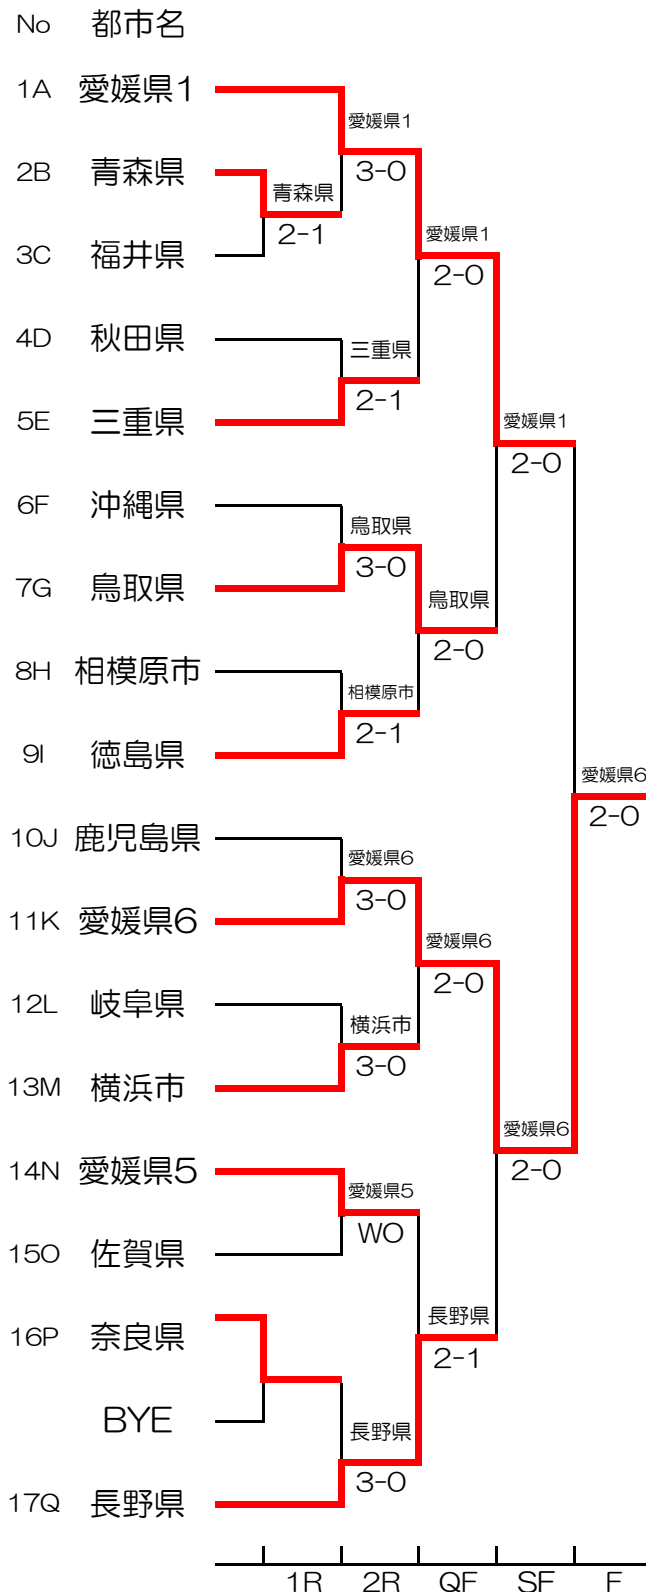 No 都市名
1A 愛媛県1
愛媛県1
2B 青森県
3-0
青森県
2-1
愛媛県1
3C 福井県
2-0
4D 秋田県
三重県
2-1
5E 三重県
愛媛県1
2-0
6F 沖縄県
鳥取県
3-0
7G 鳥取県
鳥取県
2-0
8H 相模原市
相模原市
2-1
9I 徳島県
愛媛県6
2-0
10J 鹿児島県
愛媛県6
3-0
11K 愛媛県6
愛媛県6
2-0
12L 岐阜県
横浜市
3-0
13M 横浜市
愛媛県6
2-0
14N 愛媛県5
愛媛県5
WO
15O 佐賀県
長野県
2-1
16P 奈良県
BYE
長野県
3-0
17Q 長野県
1R 2R QF SF F